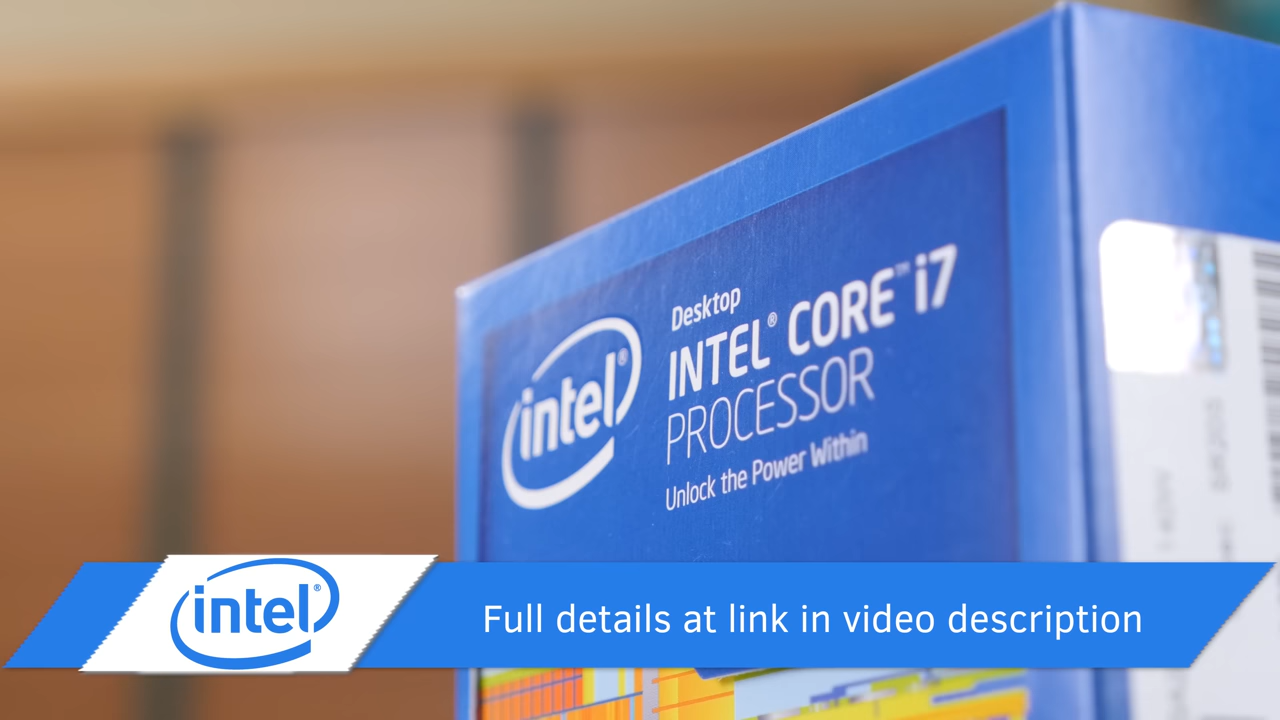 Desktop
INTEL® CORE™ i7
PROCESSOR
Unlock the Power Within
intel®
intel®
Full details at link in video description